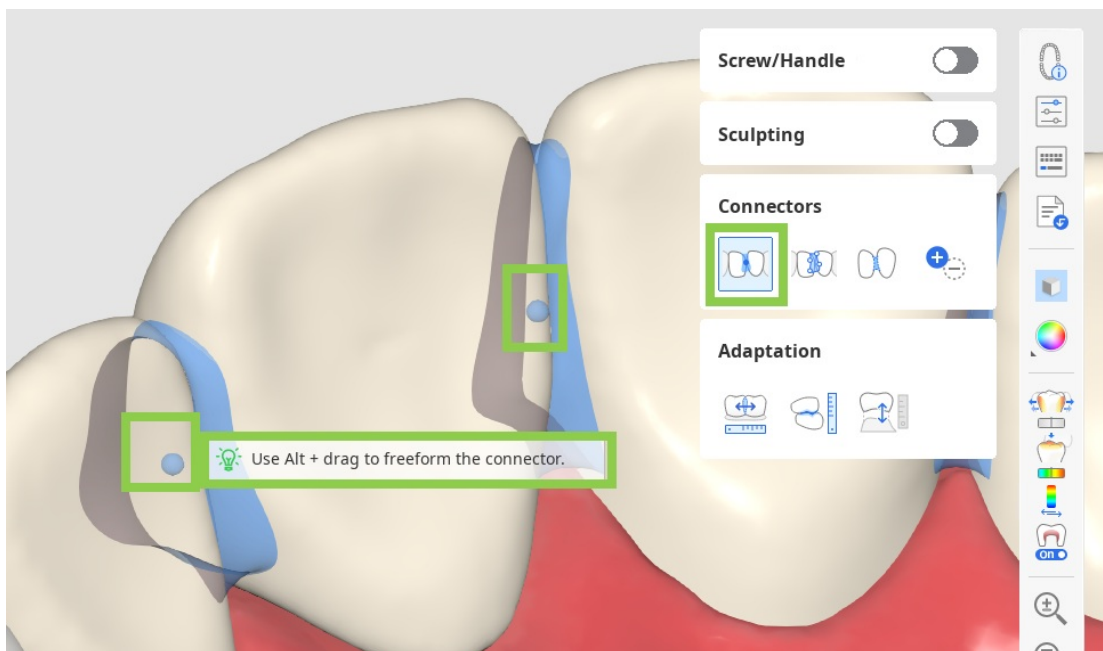 Screw/Handle
Sculpting
Connectors
Adaptation
Use Alt + drag to freeform the connector.
On